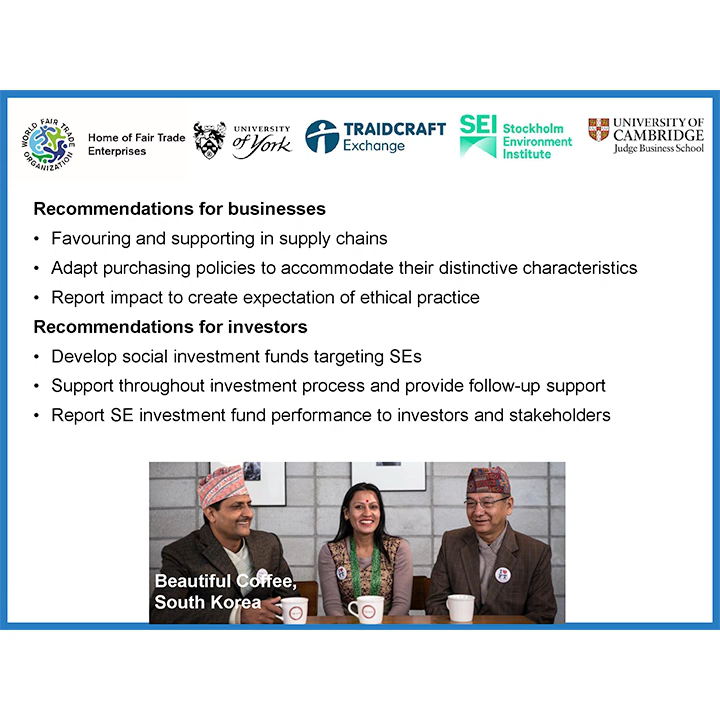 WORLD FAIR TRADE ORGANIZATION
Home of Fair Trade
Enterprises
UNIVERSITY
of York
TRAIDCRAFT
Exchange
SEI
Stockholm
Environment
Institute
UNIVERSITY OF
CAMBRIDGE
Judge Business School
Recommendations for businesses
• Favouring and supporting in supply chains
• Adapt purchasing policies to accommodate their distinctive characteristics
• Report impact to create expectation of ethical practice
Recommendations for investors
• Develop social investment funds targeting SEs
• Support throughout investment process and provide follow-up support
• Report SE investment fund performance to investors and stakeholders
Beautiful Coffee,
South Korea